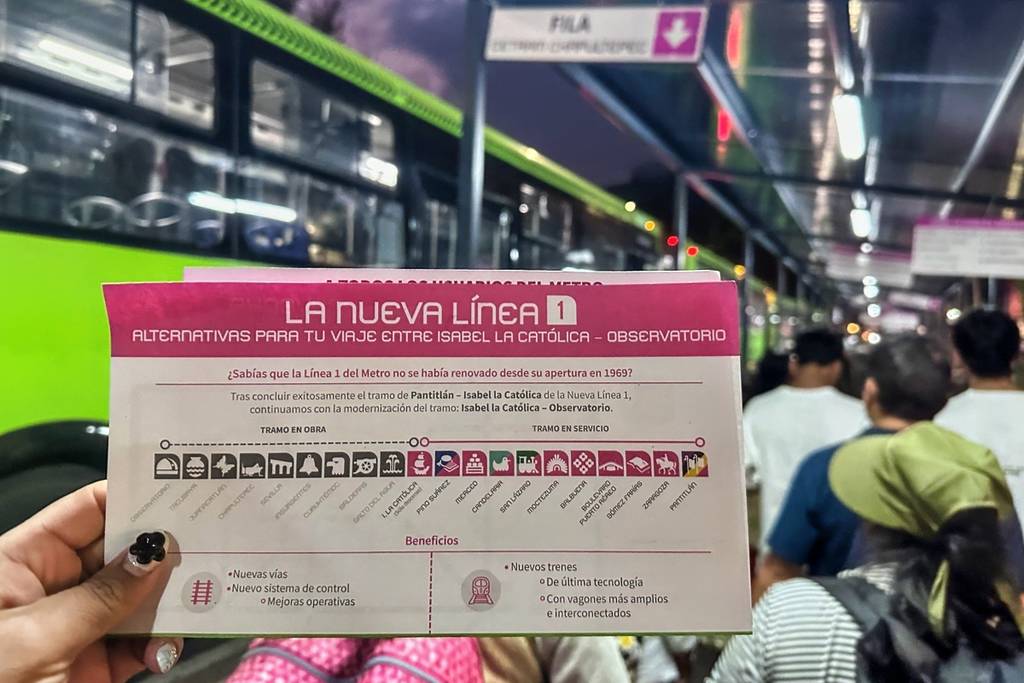 FILA
CETRAM CHAPULTEPEC
A TODOS LOS USUARIOS DEL METRO
LA NUEVA LÍNEA 1
ALTERNATIVAS PARA TU VIAJE ENTRE ISABEL LA CATÓLICA – OBSERVATORIO
¿Sabías que la Línea 1 del Metro no se había renovado desde su apertura en 1969?
Tras concluir exitosamente el tramo de Pantitlán – Isabel la Católica de la Nueva Línea 1,
continuamos con la modernización del tramo: Isabel la Católica – Observatorio.
TRAMO EN OBRA
TRAMO EN SERVICIO
OBSERVATORIO
TACUBAYA
JUANACATLÁN
CHAPULTEPEC
SEVILLA
INSURGENTES
CUAUHTÉMOC
BALDERAS
SALTO DEL AGUA
I. LA CATÓLICA
PINO SUÁREZ
MERCED
CANDELARIA
SAN LÁZARO
MOCTEZUMA
BALBUENA
BOULEVARD
PUERTO AÉREO
GÓMEZ FARÍAS
ZARAGOZA
PANTITLÁN
Beneficios
•Nuevas vías
•Nuevo sistema de control
Mejoras operativas
•Nuevos trenes
De última tecnología
Con vagones más amplios
e interconectados